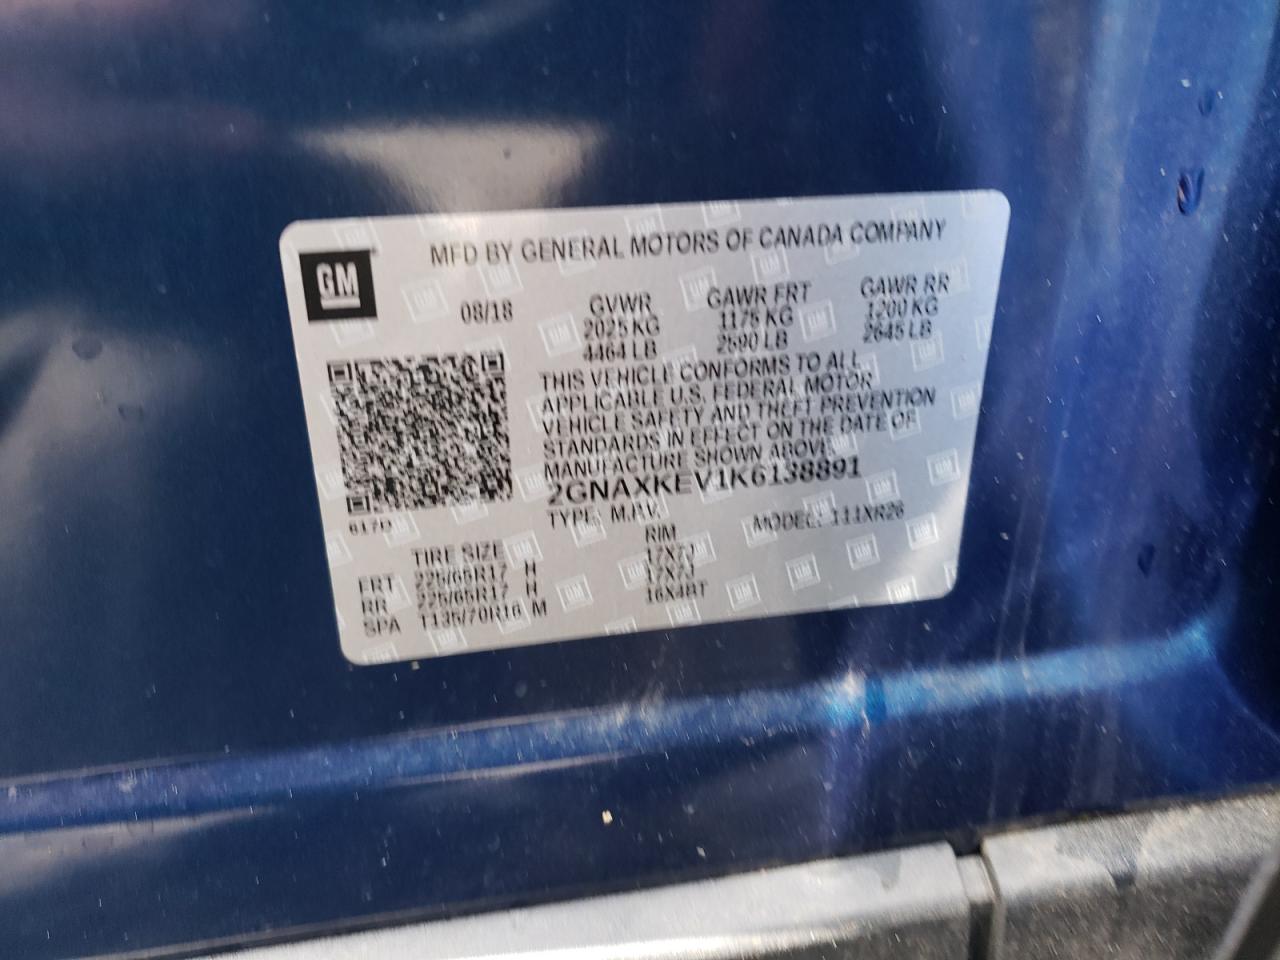 MFD BY GENERAL MOTORS OF CANADA COMPANY
GM
08/18
GVWR GAWR FRT GAWR RR
2025 KG 1175 KG 1200 KG
4464 LB 2590 LB 2645 LB
THIS VEHICLE CONFORMS TO ALL
APPLICABLE U.S. FEDERAL MOTOR
VEHICLE SAFETY AND THEFT PREVENTION
STANDARDS IN EFFECT ON THE DATE OF
MANUFACTURE SHOWN ABOVE.
2GNAXKEV1K6138891
TYPE: M.P.V. MODEL: 111XR26
617D
TIRE SIZE RIM
FRT 225/65R17 H 17X7J
RR 225/65R17 H 17X7J
SPA T135/70R16 M 16X4BT